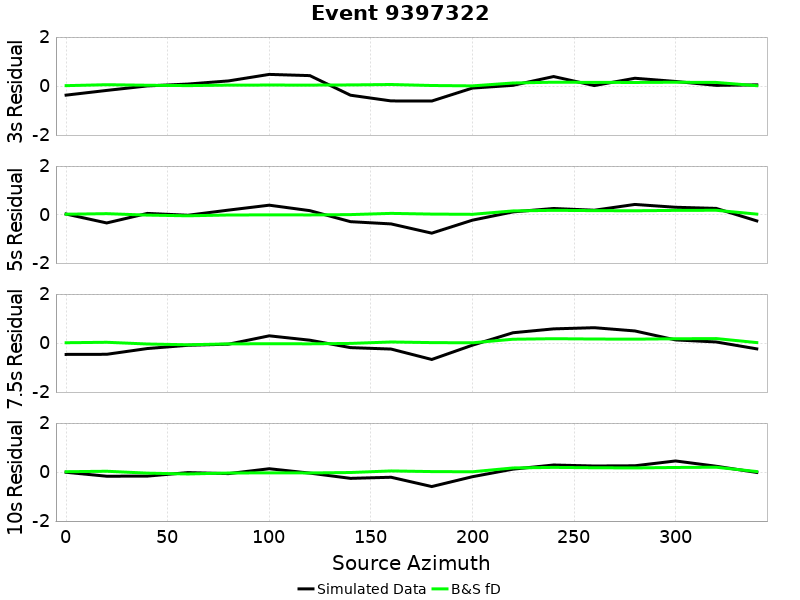 Event 9397322
3s Residual
2
0
-2
5s Residual
2
0
-2
7.5s Residual
2
0
-2
10s Residual
2
0
-2
0 50 100 150 200 250 300
Source Azimuth
Simulated Data B&S fD